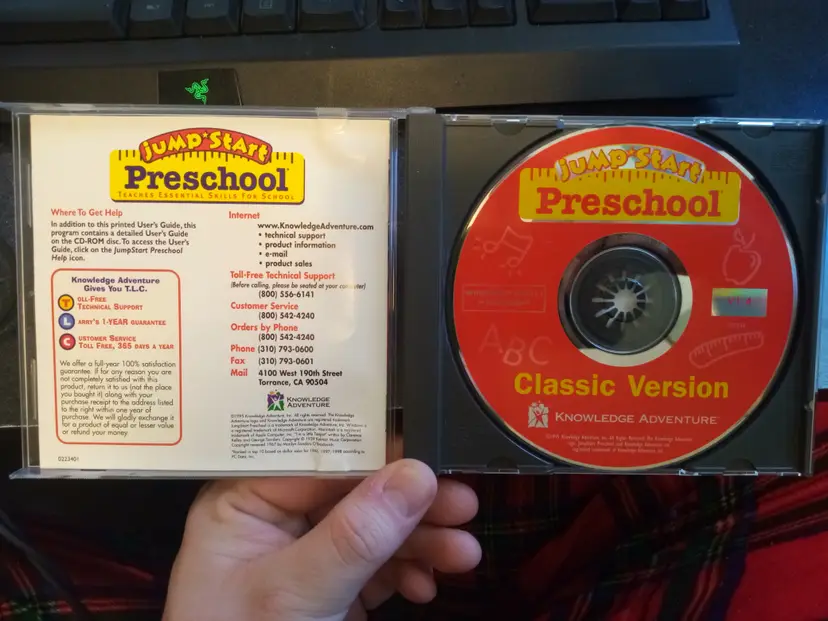 JumpStart
Preschool
Teaches Essential Skills For School
Where To Get Help
In addition to this printed User's Guide, this
program contains a detailed User's Guide
on the CD-ROM disc. To access the User's
Guide, click on the JumpStart Preschool
Help icon.
Knowledge Adventure
Gives You T.L.C.
Toll-Free
Technical Support
Larry's 1-Year Guarantee
Customer Service
Toll Free, 365 Days a Year
We offer a full-year 100% satisfaction
guarantee. If for any reason you are
not completely satisfied with this
product, return it to us (not the place
you bought it) along with your
purchase receipt to the address listed
to the right within one year of
purchase. We will gladly exchange it
for a product of equal or lesser value
or refund your money.
0223401
Internet
www.KnowledgeAdventure.com
• technical support
• product information
• e-mail
• product sales
Toll-Free Technical Support
(Before calling, please be seated at your computer)
(800) 556-6141
Customer Service
(800) 542-4240
Orders by Phone
(800) 542-4240
Phone (310) 793-0600
Fax (310) 793-0601
Mail 4100 West 190th Street
Torrance, CA 90504
Knowledge
Adventure
JumpStart
Preschool
ABC
Classic Version
Knowledge Adventure